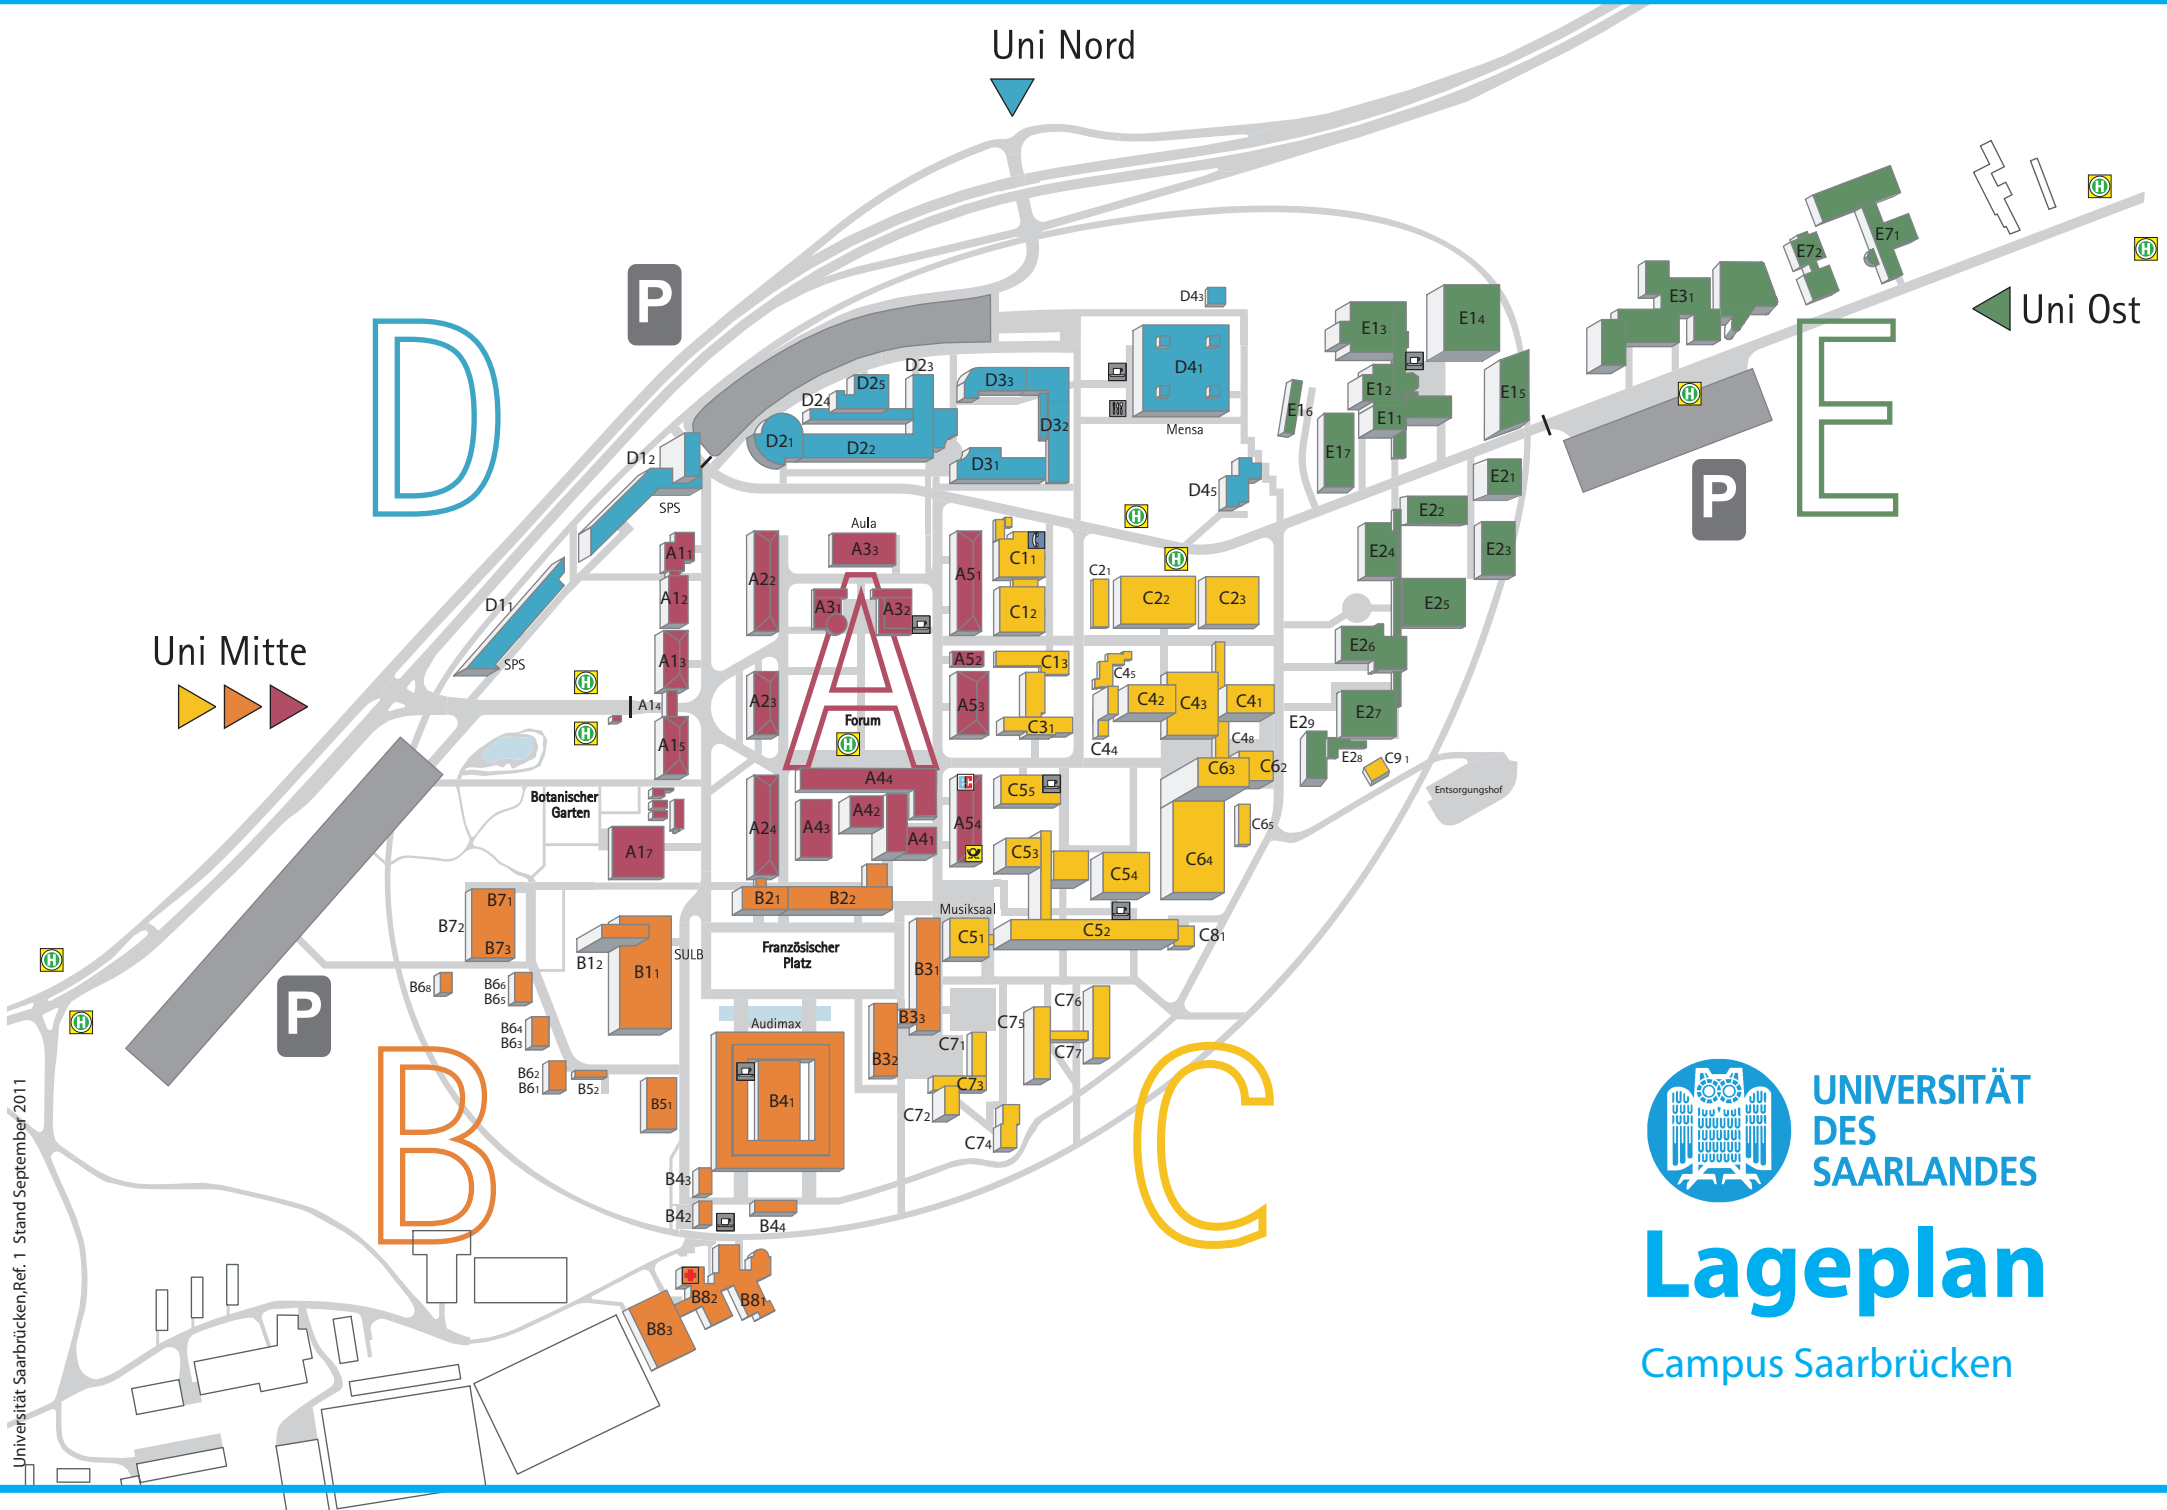 Uni Nord
P
D
D4₃
E1₃
E1₄
E3₁
E7₂
E7₁
Uni Ost
E
D2₃
D2₅
D3₃
D4₁
D2₄
E1₂
E1₅
E1₆
E1₁
D2₁
D2₂
D3₂
Mensa
D3₁
D1₂
E1₇
D4₅
E2₁
P
SPS
E2₂
H
Aula
A1₁
A3₃
C1₁
E2₄
E2₃
A2₂
A5₁
C2₁
A1₂
D1₁
A3₁
A3₂
C1₂
C2₂
C2₃
E2₅
Uni Mitte
SPS
A1₃
A5₂
C1₃
C4₅
E2₆
A1₄
A2₃
A5₃
C4₂
C4₃
C4₁
Forum
C3₁
E2₇
E2₉
A1₅
C4₄
C4₈
E2₈
C9₁
C6₃
C6₂
A4₄
C5₅
Entsorgungshof
Botanischer
Garten
A4₂
A2₄
A4₃
A4₁
A5₄
C6₅
A1₇
C5₃
C5₄
C6₄
B7₁
B2₁
B2₂
Musiksaal
B7₂
B7₃
SULB
Französischer
Platz
C5₁
C5₂
C8₁
B1₂
B1₁
B3₁
B6₈
B6₆
B6₅
P
C7₆
B6₄
B6₃
Audimax
B3₃
C7₅
C7₁
C7₇
B3₂
B6₂
B6₁
B5₂
B5₁
B4₁
C7₃
C7₂
C7₄
B
C
B4₃
B4₂
B4₄
B8₂
B8₁
B8₃
UNIVERSITÄT
DES
SAARLANDES
Lageplan
Campus Saarbrücken
Universität Saarbrücken,Ref. 1 Stand September 2011